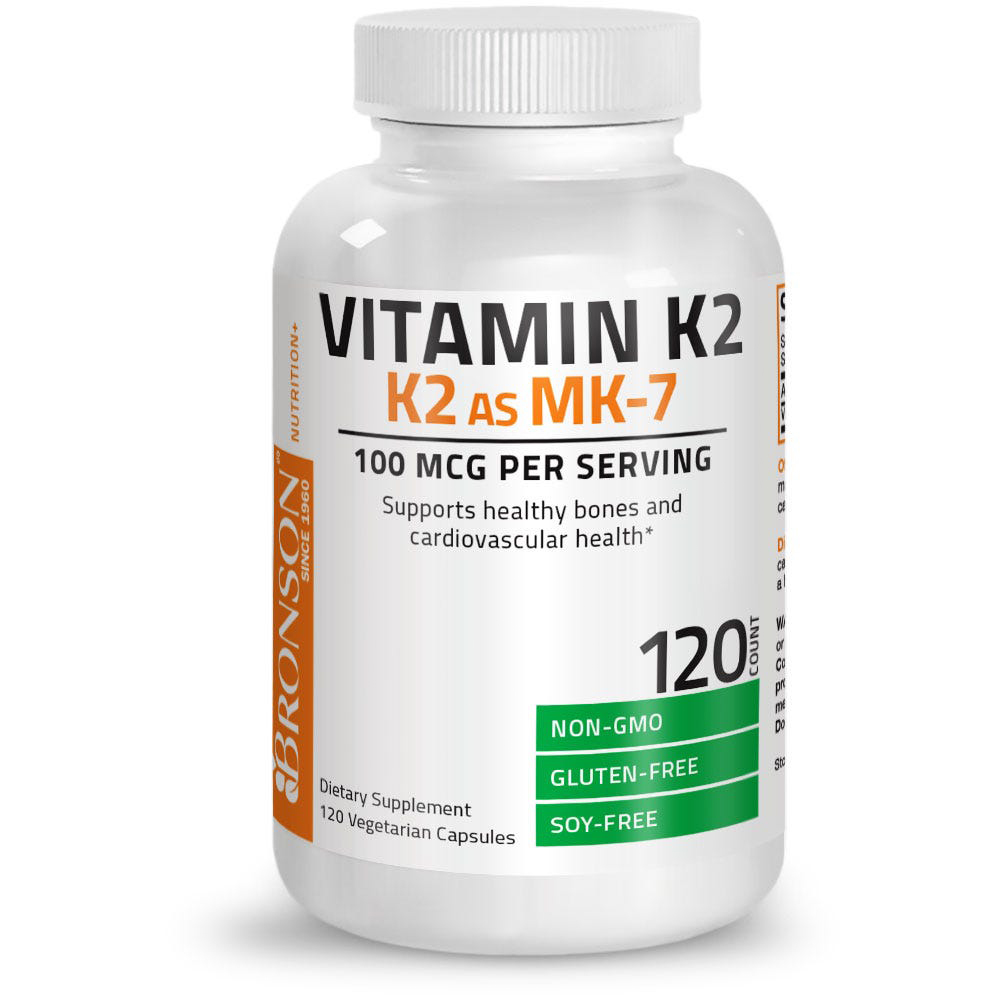 VITAMIN K2
K2 AS MK-7
100 MCG PER SERVING
Supports healthy bones and
cardiovascular health*
120 COUNT
NON-GMO
GLUTEN-FREE
SOY-FREE
Dietary Supplement
120 Vegetarian Capsules
BRONSON®
SINCE 1960
NUTRITION+